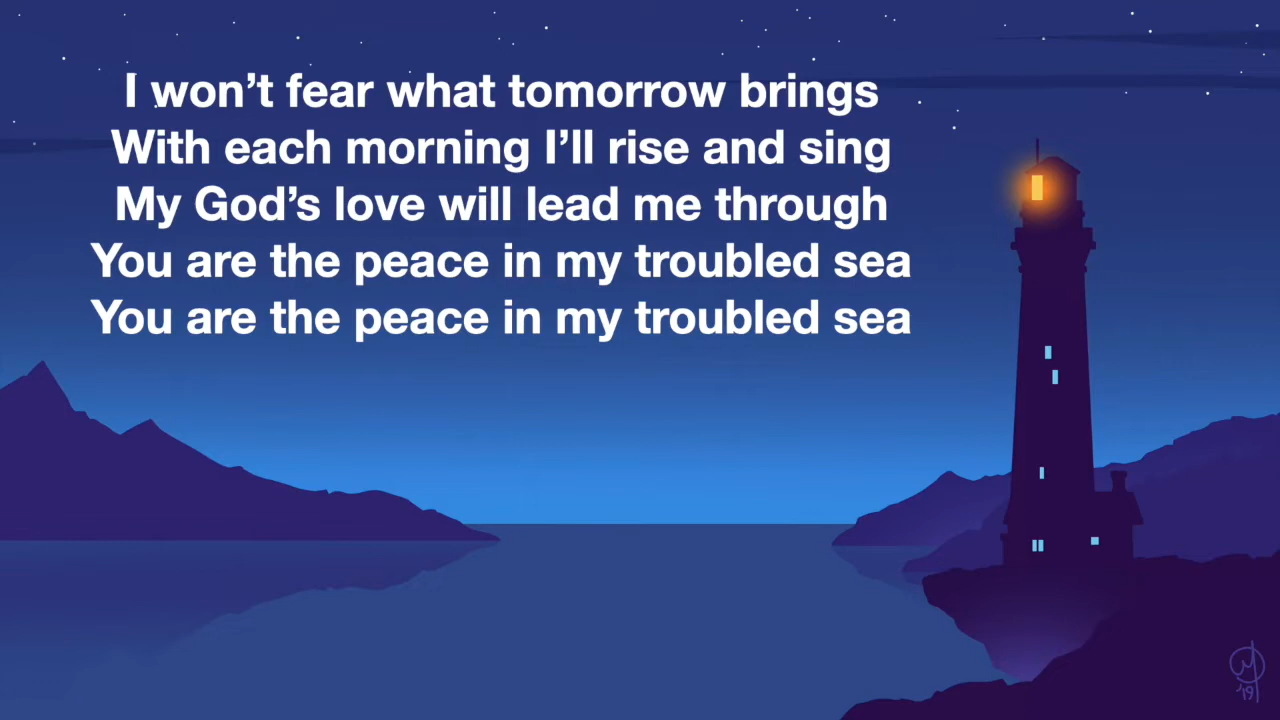 I won’t fear what tomorrow brings
With each morning I’ll rise and sing
My God’s love will lead me through
You are the peace in my troubled sea
You are the peace in my troubled sea
'19